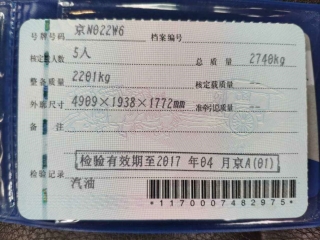 号牌号码 京N022W6 档案编号
核定载人数 5人 总质量 2740kg
整备质量 2201kg 核定载质量 --
外廓尺寸 4909×1938×1772mm 准牵引总质量 --
备注
检验有效期至2017年04月京A(01)
检验记录
汽油
*1170007482975*